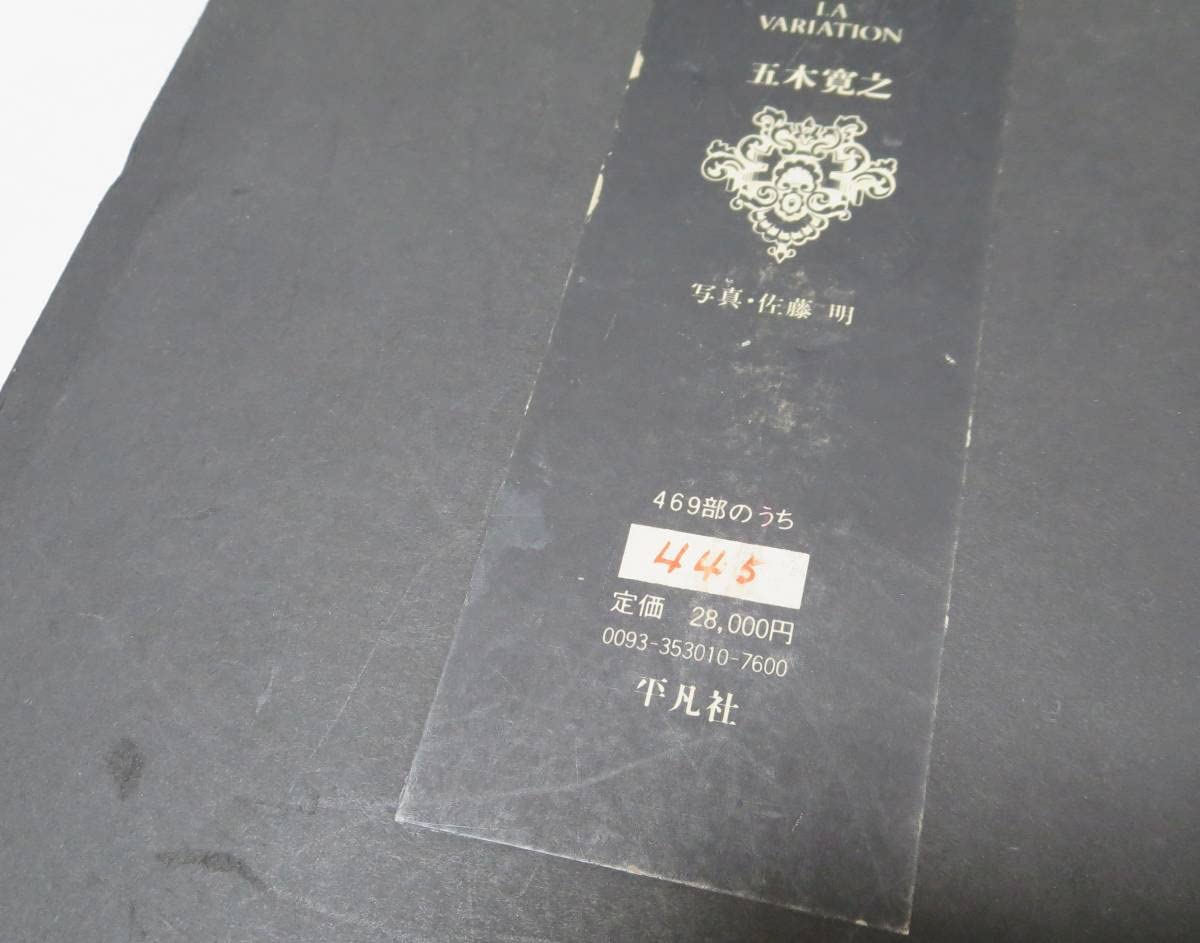 LA
VARIATION
五木寛之
写真・佐藤 明
469部のうち
445
定価 28,000円
0093-353010-7600
平凡社